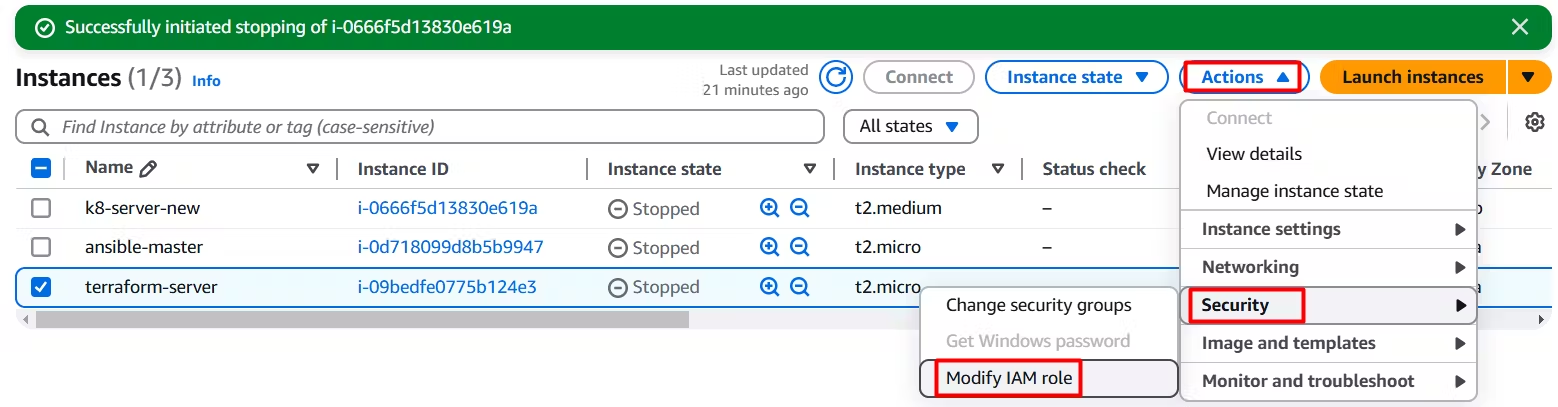 Successfully initiated stopping of i-0666f5d13830e619a
Instances (1/3) Info
Last updated
21 minutes ago
Connect
Instance state
Actions
Launch instances
Find Instance by attribute or tag (case-sensitive)
All states
Name
Instance ID
Instance state
Instance type
Status check
y Zone
k8-server-new
i-0666f5d13830e619a
Stopped
t2.medium
–
ansible-master
i-0d718099d8b5b9947
Stopped
t2.micro
–
terraform-server
i-09bedfe0775b124e3
Stopped
t2.micro
Connect
View details
Manage instance state
Instance settings
Networking
Security
Image and templates
Monitor and troubleshoot
Change security groups
Get Windows password
Modify IAM role